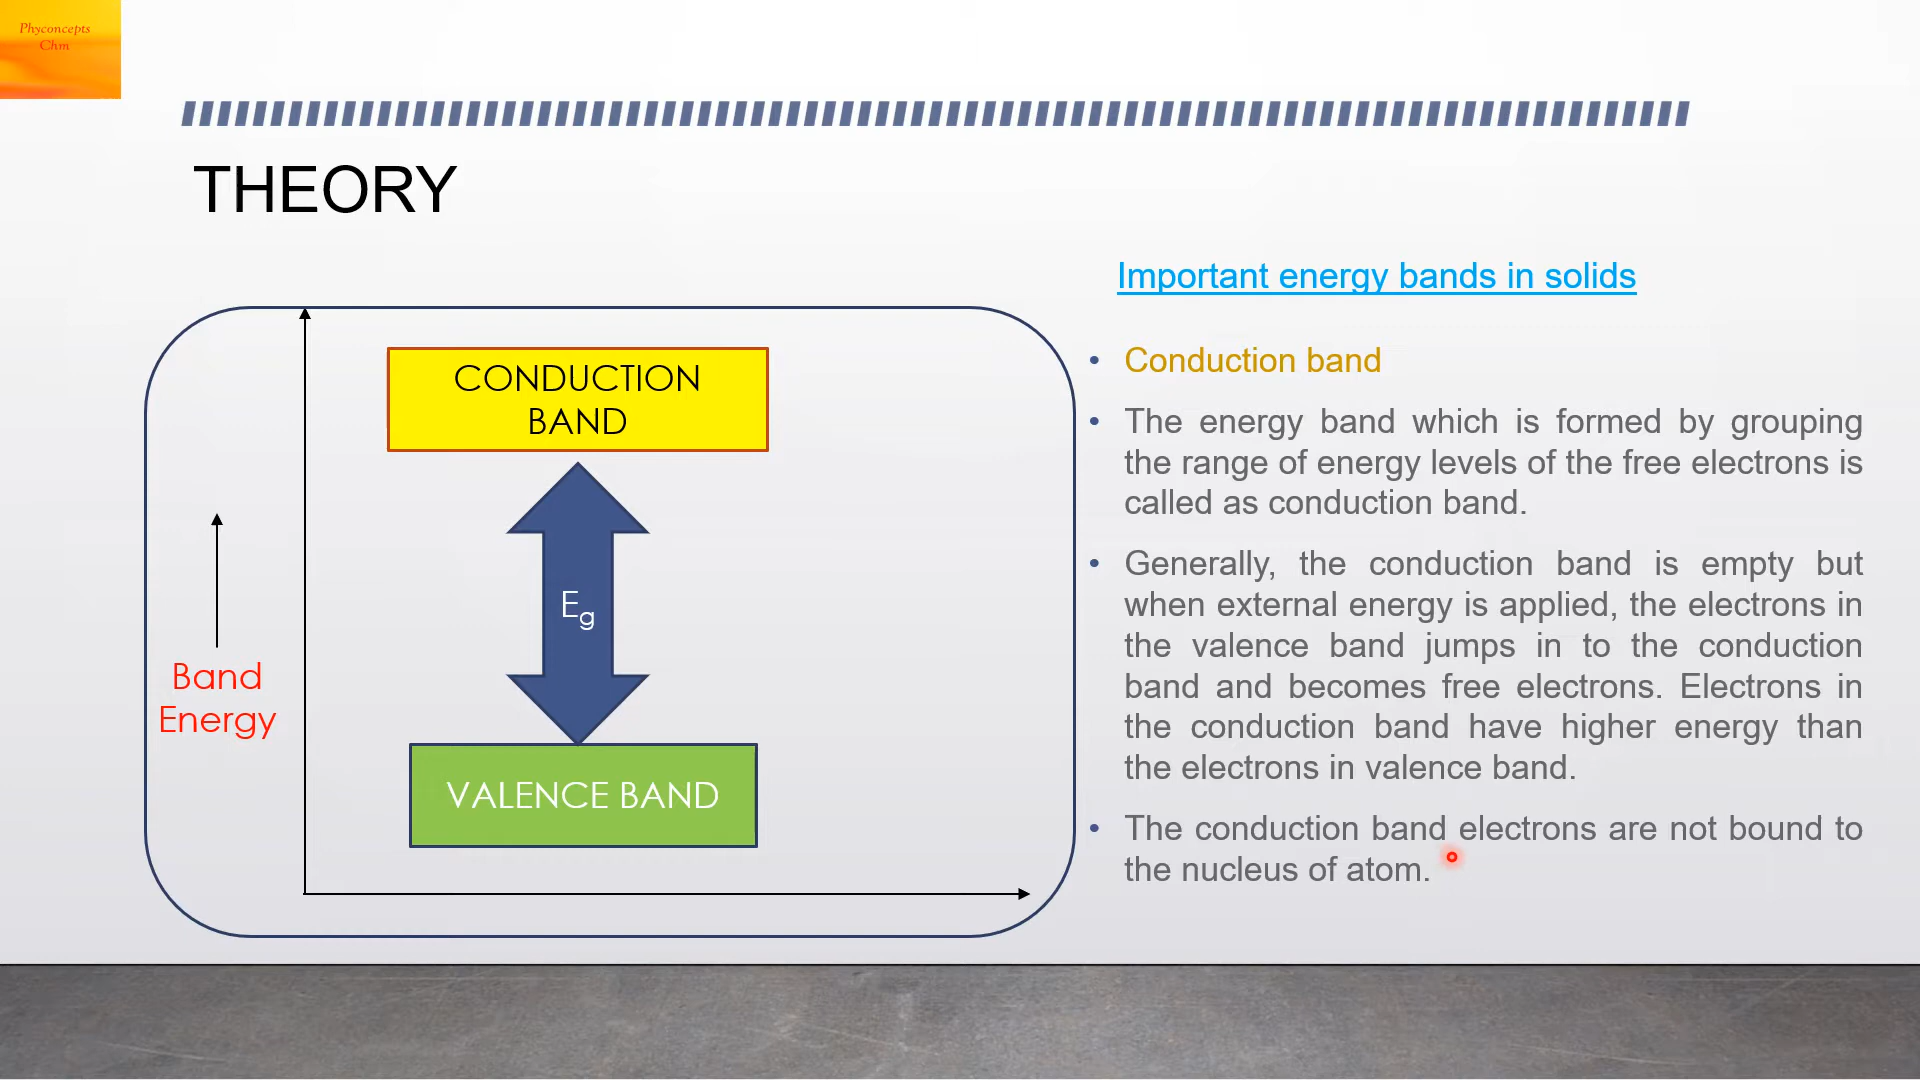 Phyconcepts
Chm
THEORY
Important energy bands in solids
CONDUCTION
BAND
Eg
Band
Energy
VALENCE BAND
• Conduction band
• The energy band which is formed by grouping
the range of energy levels of the free electrons is
called as conduction band.
• Generally, the conduction band is empty but
when external energy is applied, the electrons in
the valence band jumps in to the conduction
band and becomes free electrons. Electrons in
the conduction band have higher energy than
the electrons in valence band.
• The conduction band electrons are not bound to
the nucleus of atom.